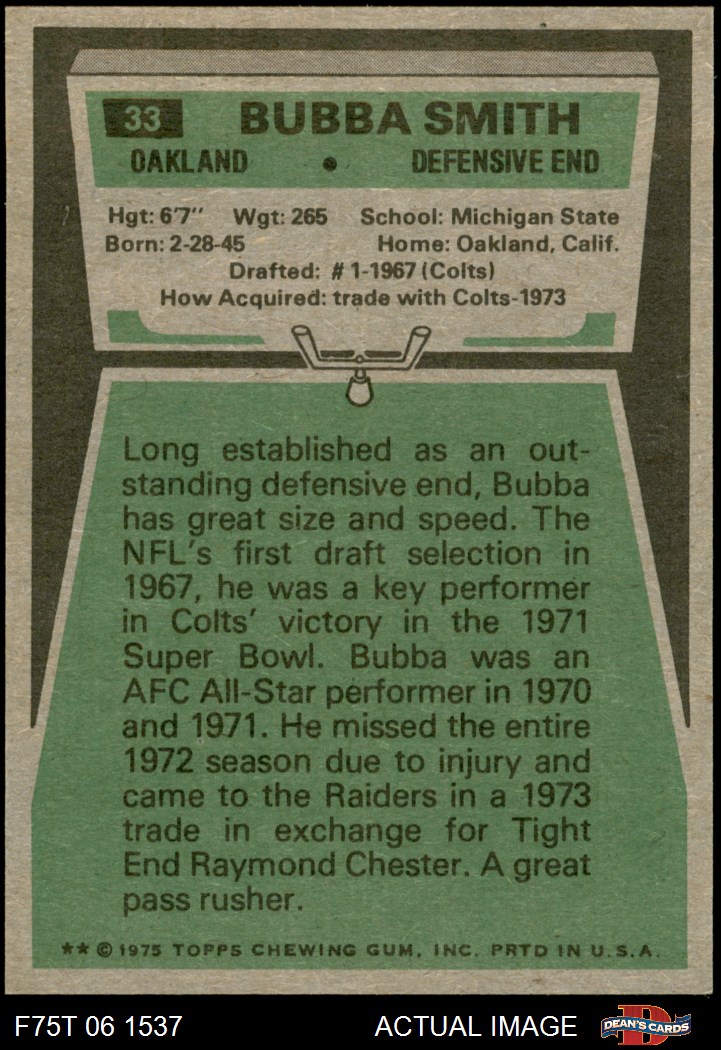 33 BUBBA SMITH
OAKLAND • DEFENSIVE END
Hgt: 6'7" Wgt: 265 School: Michigan State
Born: 2-28-45 Home: Oakland, Calif.
Drafted: #1-1967 (Colts)
How Acquired: trade with Colts-1973
Long established as an out-
standing defensive end, Bubba
has great size and speed. The
NFL's first draft selection in
1967, he was a key performer
in Colts' victory in the 1971
Super Bowl. Bubba was an
AFC All-Star performer in 1970
and 1971. He missed the entire
1972 season due to injury and
came to the Raiders in a 1973
trade in exchange for Tight
End Raymond Chester. A great
pass rusher.
** © 1975 TOPPS CHEWING GUM, INC. PRTD IN U.S.A.
F75T 06 1537 ACTUAL IMAGE D DEAN'S CARDS